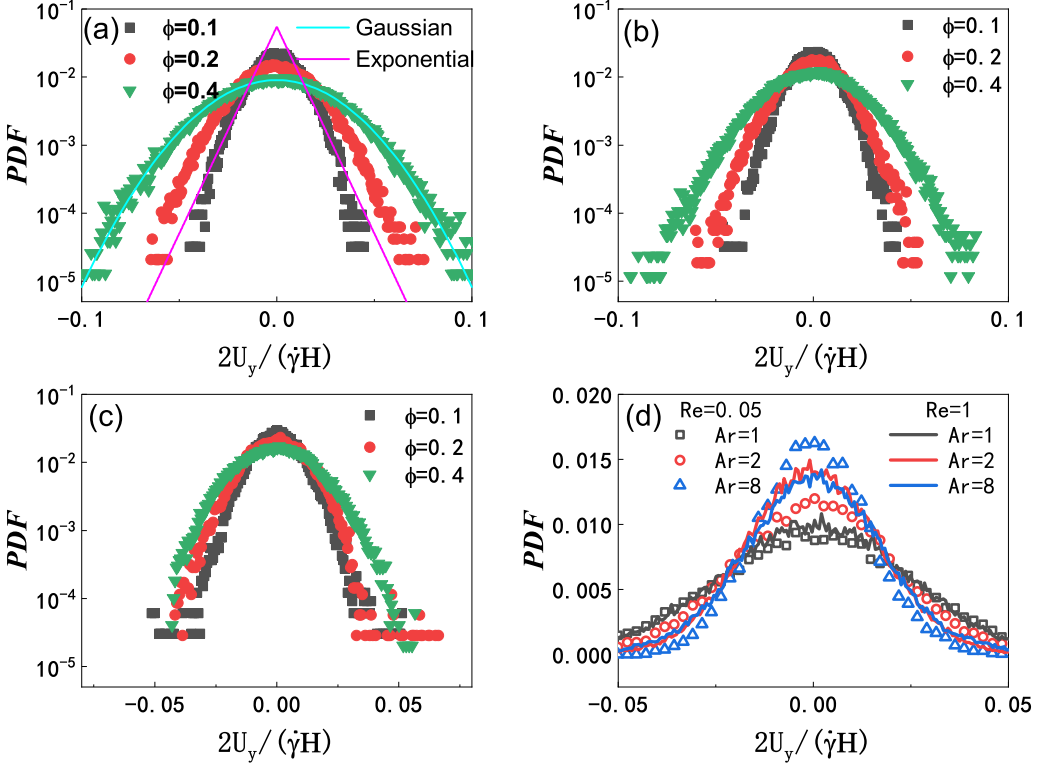 (a)
ϕ=0.1
ϕ=0.2
ϕ=0.4
Gaussian
Exponential
10⁻¹
10⁻²
10⁻³
10⁻⁴
10⁻⁵
PDF
-0.1
0.0
0.1
2U_y/(γ̇H)
(b)
ϕ=0.1
ϕ=0.2
ϕ=0.4
10⁻¹
10⁻²
10⁻³
10⁻⁴
10⁻⁵
PDF
-0.1
0.0
0.1
2U_y/(γ̇H)
(c)
ϕ=0.1
ϕ=0.2
ϕ=0.4
10⁻¹
10⁻²
10⁻³
10⁻⁴
10⁻⁵
PDF
-0.05
0.00
0.05
2U_y/(γ̇H)
(d)
Re=0.05
Ar=1
Ar=2
Ar=8
Re=1
Ar=1
Ar=2
Ar=8
0.020
0.015
0.010
0.005
0.000
PDF
-0.05
0.00
0.05
2U_y/(γ̇H)